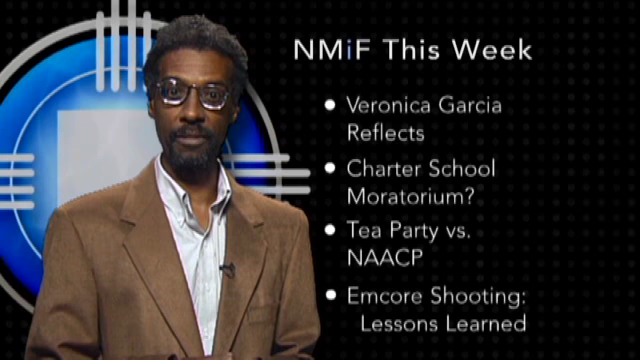 NMiF This Week
• Veronica Garcia
Reflects
• Charter School
Moratorium?
• Tea Party vs.
NAACP
• Emcore Shooting:
Lessons Learned